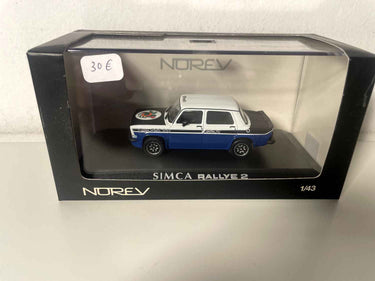 30 €
NOREV
SIMCA RALLYE 2
NOREV
1/43